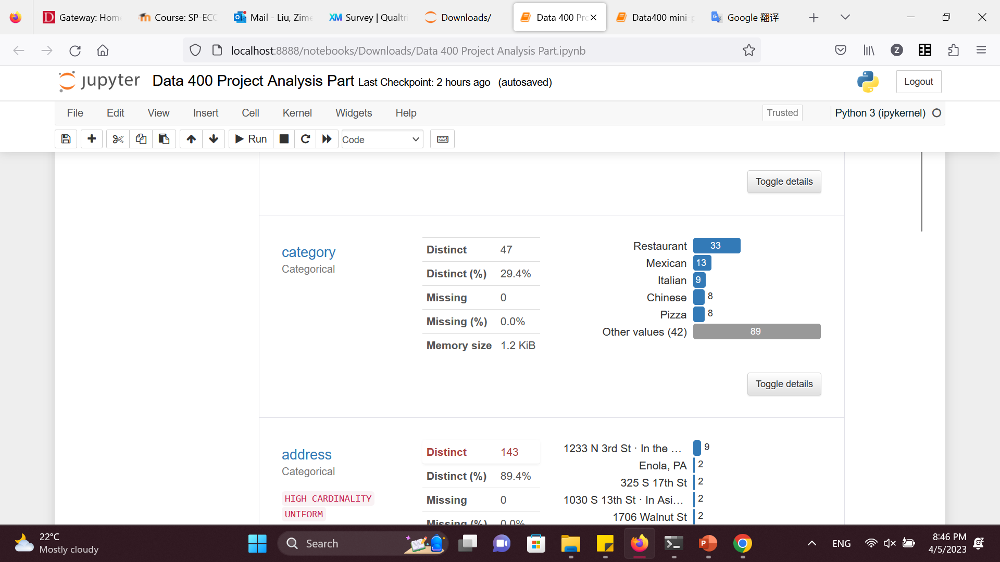 Gateway: Hom
Course: SP-ECO
Mail - Liu, Zime
XM Survey | Qualtri
Downloads/
Data 400 Pro
Data400 mini-p
Google 翻译
localhost:8888/notebooks/Downloads/Data 400 Project Analysis Part.ipynb
Z
jupyter Data 400 Project Analysis Part Last Checkpoint: 2 hours ago (autosaved)
Logout
File Edit View Insert Cell Kernel Widgets Help
Trusted
Python 3 (ipykernel)
Run
Code
Toggle details
category
Categorical
Distinct 47
Distinct (%) 29.4%
Missing 0
Missing (%) 0.0%
Memory size 1.2 KiB
Restaurant 33
Mexican 13
Italian 9
Chinese 8
Pizza 8
Other values (42) 89
Toggle details
address
Categorical
HIGH CARDINALITY
UNIFORM
Distinct 143
Distinct (%) 89.4%
Missing 0
Missing (%) 0.0%
1233 N 3rd St · In the ... 9
Enola, PA 2
325 S 17th St 2
1030 S 13th St · In Asi... 2
1706 Walnut St 2
22°C
Mostly cloudy
Search
ENG
8:46 PM
4/5/2023